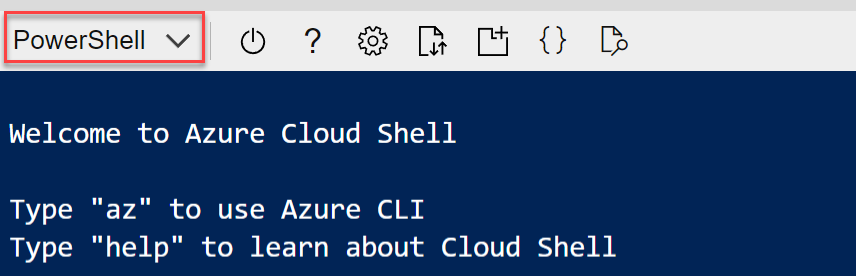 PowerShell
?
{}
Welcome to Azure Cloud Shell
Type "az" to use Azure CLI
Type "help" to learn about Cloud Shell